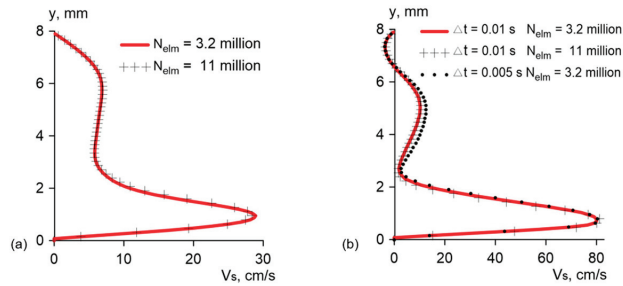 y, mm
N_elm = 3.2 million
N_elm = 11 million
8
6
4
2
0
0 10 20 30
(a)
V_s, cm/s
y, mm
△t = 0.01 s N_elm = 3.2 million
△t = 0.01 s N_elm = 11 million
△t = 0.005 s N_elm = 3.2 million
8
6
4
2
0
0 20 40 60 80
(b)
V_s, cm/s